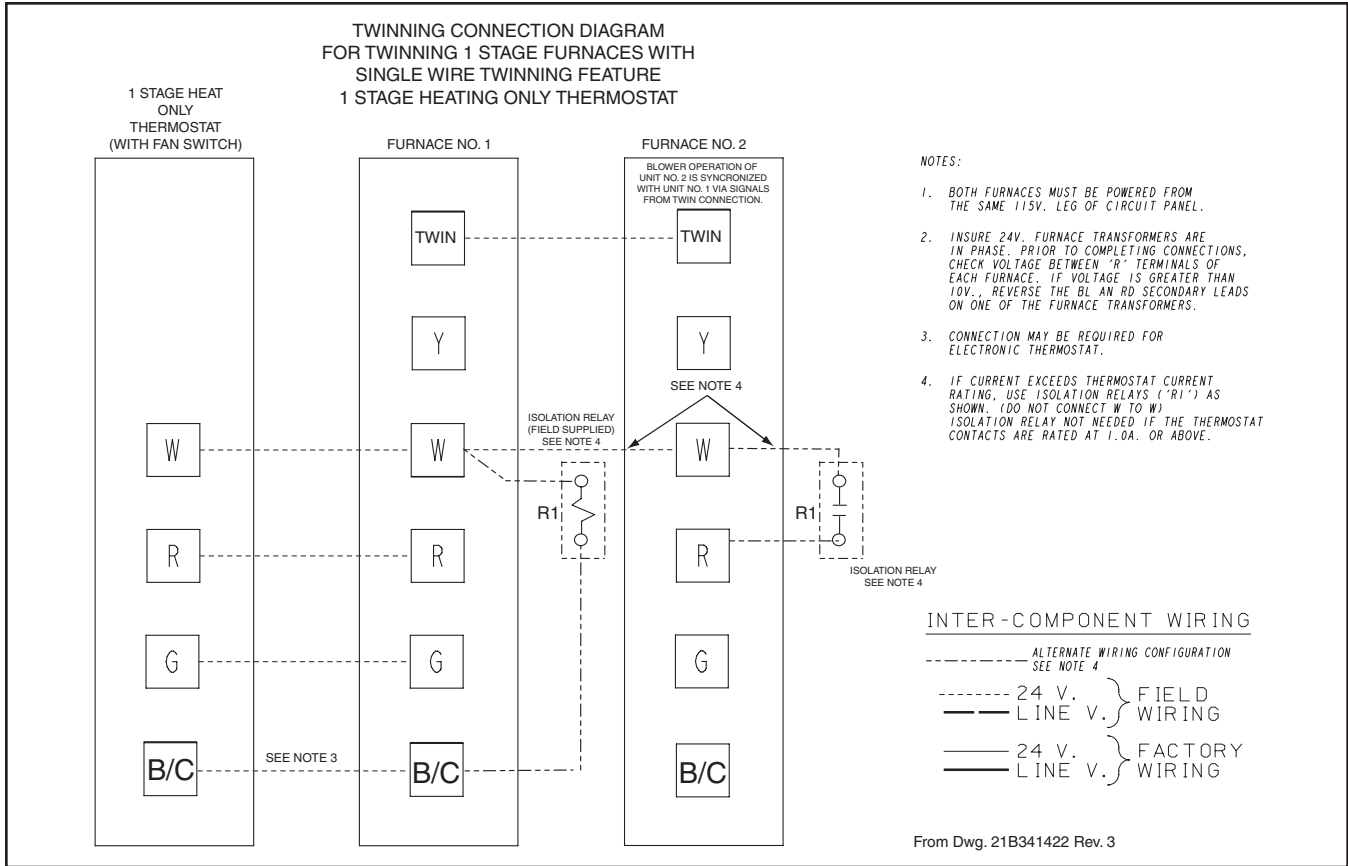 TWINNING CONNECTION DIAGRAM
FOR TWINNING 1 STAGE FURNACES WITH
SINGLE WIRE TWINNING FEATURE
1 STAGE HEATING ONLY THERMOSTAT
1 STAGE HEAT
ONLY
THERMOSTAT
(WITH FAN SWITCH)
W
R
G
B/C
SEE NOTE 3
FURNACE NO. 1
TWIN
Y
W
R
G
B/C
ISOLATION RELAY
(FIELD SUPPLIED)
SEE NOTE 4
R1
FURNACE NO. 2
BLOWER OPERATION OF
UNIT NO. 2 IS SYNCRONIZED
WITH UNIT NO. 1 VIA SIGNALS
FROM TWIN CONNECTION.
TWIN
Y
SEE NOTE 4
W
R
G
B/C
R1
ISOLATION RELAY
SEE NOTE 4
NOTES:
1. BOTH FURNACES MUST BE POWERED FROM
THE SAME 115V. LEG OF CIRCUIT PANEL.
2. INSURE 24V. FURNACE TRANSFORMERS ARE
IN PHASE. PRIOR TO COMPLETING CONNECTIONS,
CHECK VOLTAGE BETWEEN 'R' TERMINALS OF
EACH FURNACE. IF VOLTAGE IS GREATER THAN
10V., REVERSE THE BL AN RD SECONDARY LEADS
ON ONE OF THE FURNACE TRANSFORMERS.
3. CONNECTION MAY BE REQUIRED FOR
ELECTRONIC THERMOSTAT.
4. IF CURRENT EXCEEDS THERMOSTAT CURRENT
RATING, USE ISOLATION RELAYS ('R1') AS
SHOWN. (DO NOT CONNECT W TO W)
ISOLATION RELAY NOT NEEDED IF THE THERMOSTAT
CONTACTS ARE RATED AT 1.0A. OR ABOVE.
INTER-COMPONENT WIRING
ALTERNATE WIRING CONFIGURATION
SEE NOTE 4
24 V.
LINE V.
FIELD
WIRING
24 V.
LINE V.
FACTORY
WIRING
From Dwg. 21B341422 Rev. 3